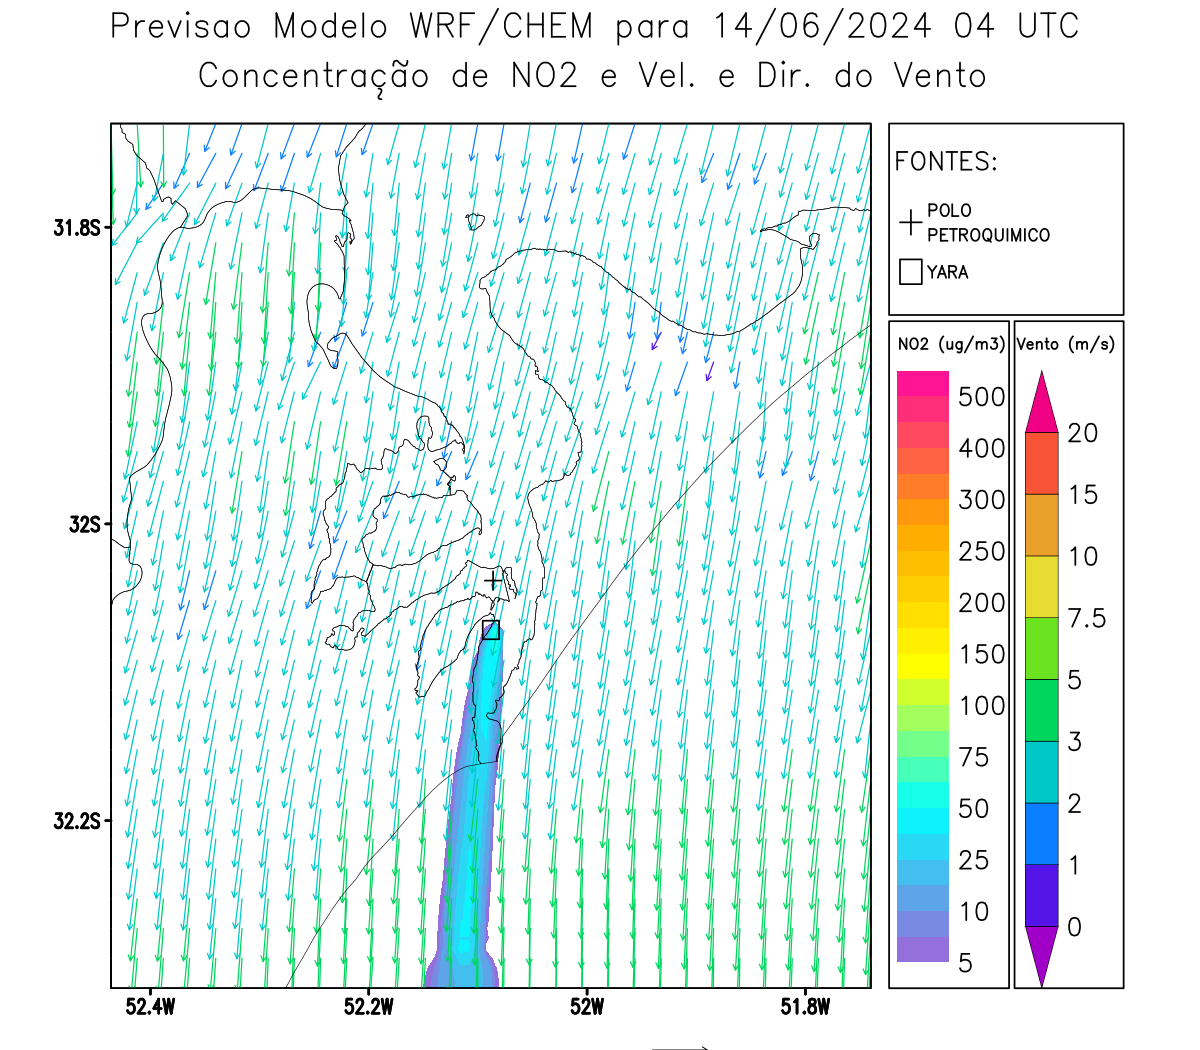 Previsao Modelo WRF/CHEM para 14/06/2024 04 UTC
Concentração de NO2 e Vel. e Dir. do Vento
FONTES:
POLO
PETROQUIMICO
YARA
NO2 (ug/m3)
500
400
300
250
200
150
100
75
50
25
10
5
Vento (m/s)
20
15
10
7.5
5
3
2
1
0
31.8S
32S
32.2S
52.4W
52.2W
52W
51.8W